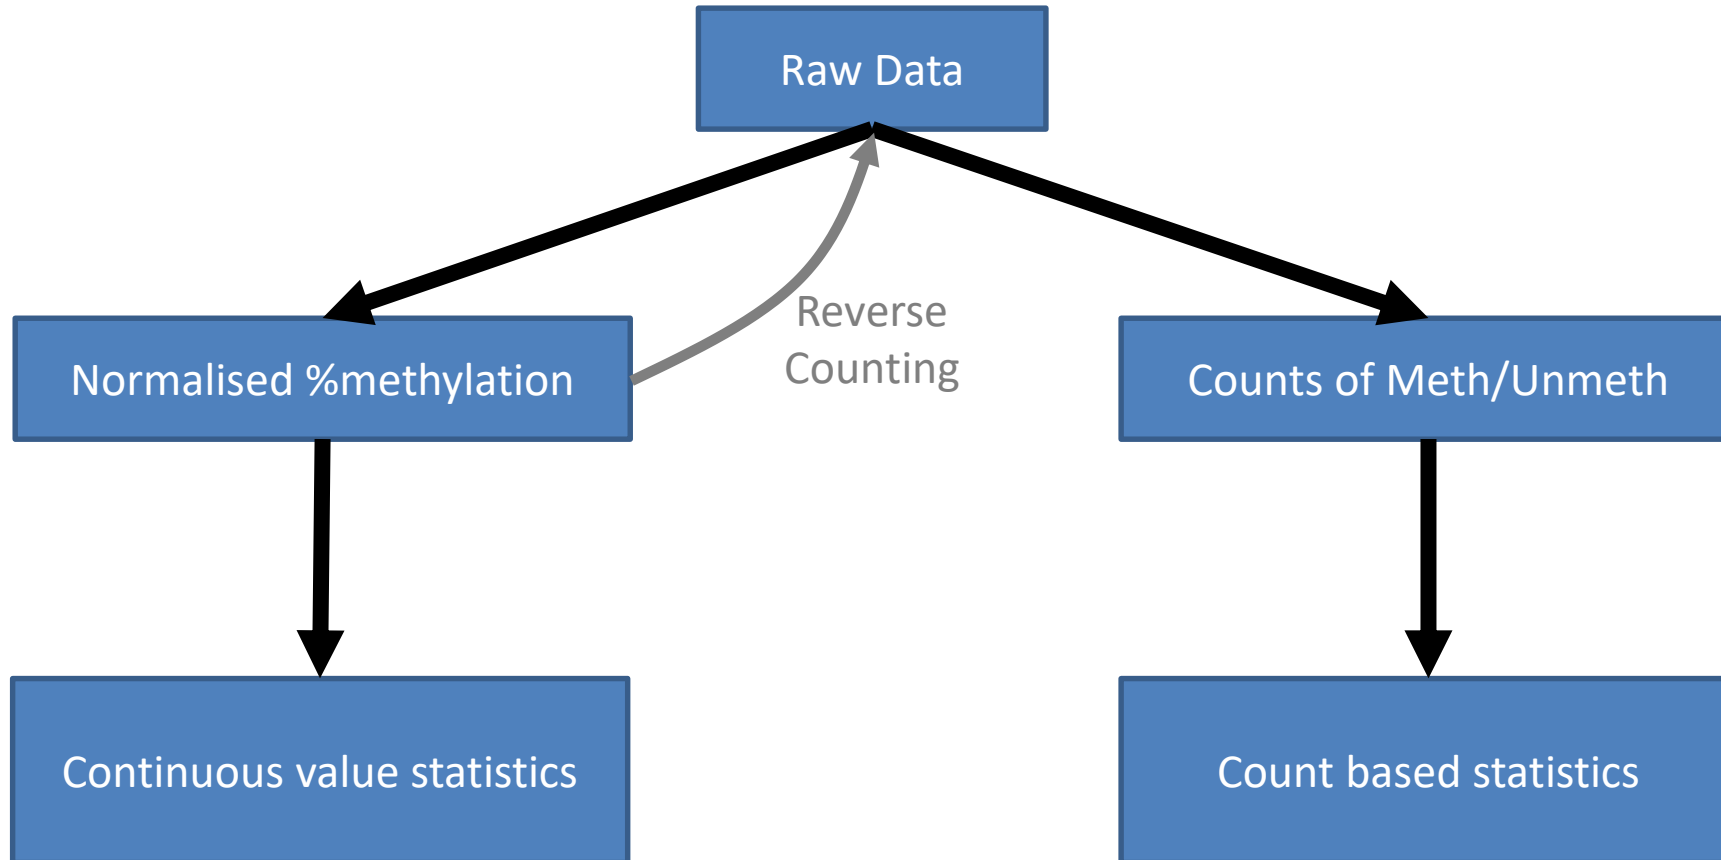 Raw Data
Reverse
Counting
Normalised %methylation
Counts of Meth/Unmeth
Continuous value statistics
Count based statistics